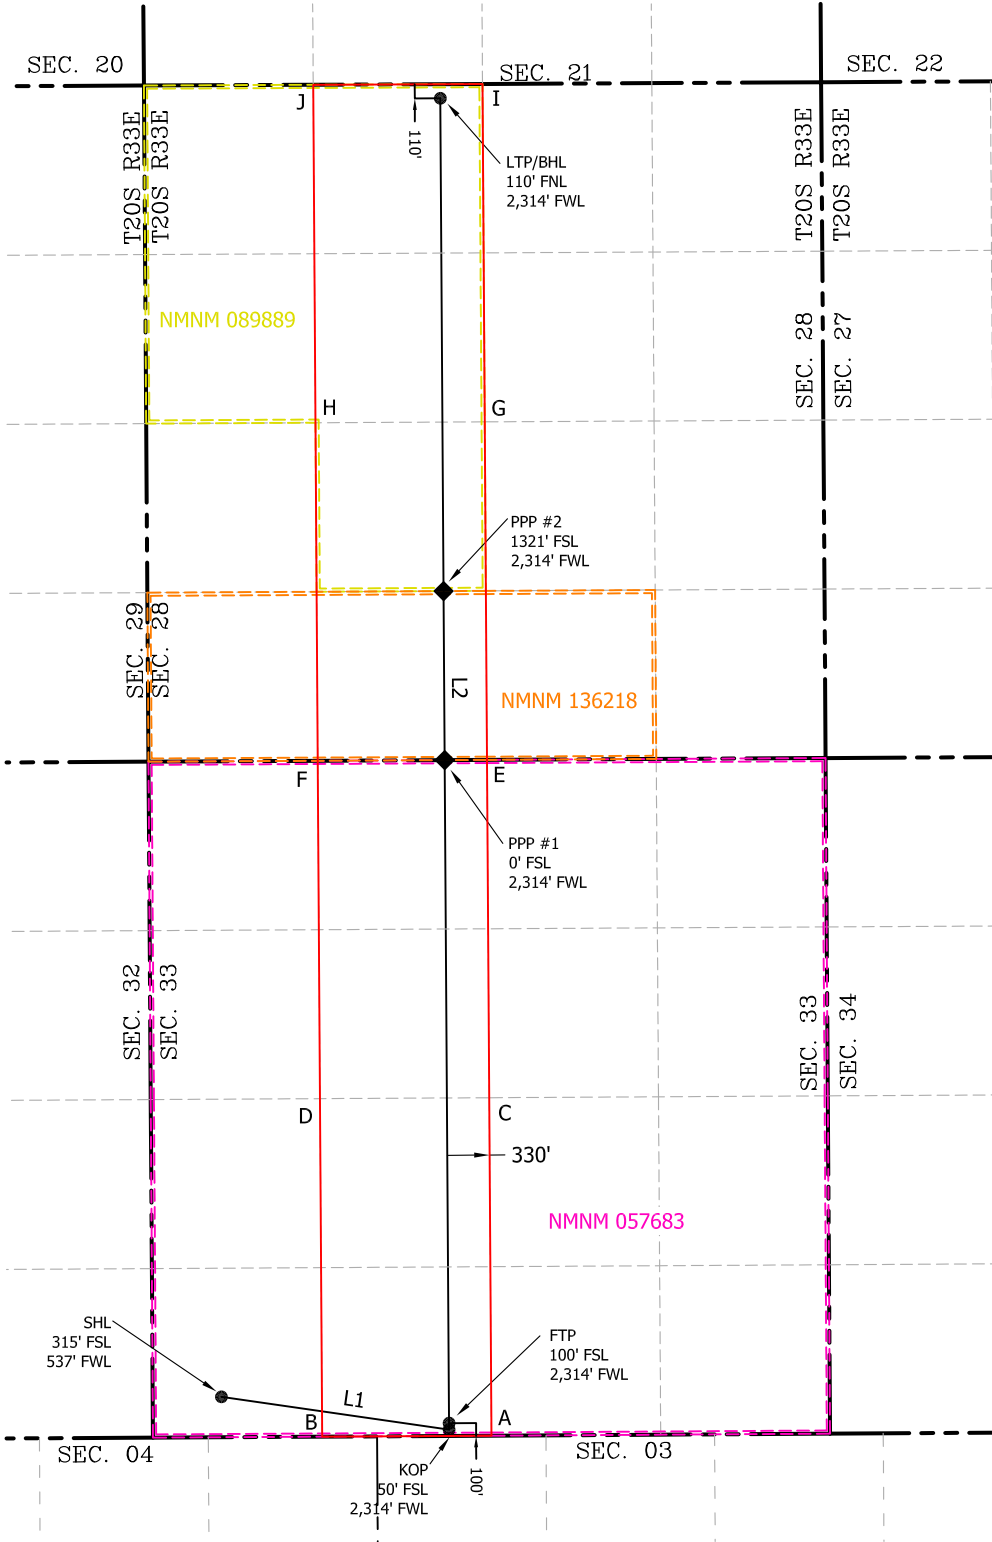 SEC. 20
SEC. 21
SEC. 22
J
I
110'
T20S R33E
T20S R33E
T20S R33E
T20S R33E
LTP/BHL
110' FNL
2,314' FWL
NMNM 089889
SEC. 28
SEC. 27
H
G
PPP #2
1321' FSL
2,314' FWL
SEC. 29
SEC. 28
L2
NMNM 136218
F
E
PPP #1
0' FSL
2,314' FWL
SEC. 32
SEC. 33
SEC. 33
SEC. 34
D
C
330'
NMNM 057683
SHL
315' FSL
537' FWL
FTP
100' FSL
2,314' FWL
L1
B
A
SEC. 04
SEC. 03
KOP
50' FSL
2,314' FWL
100'